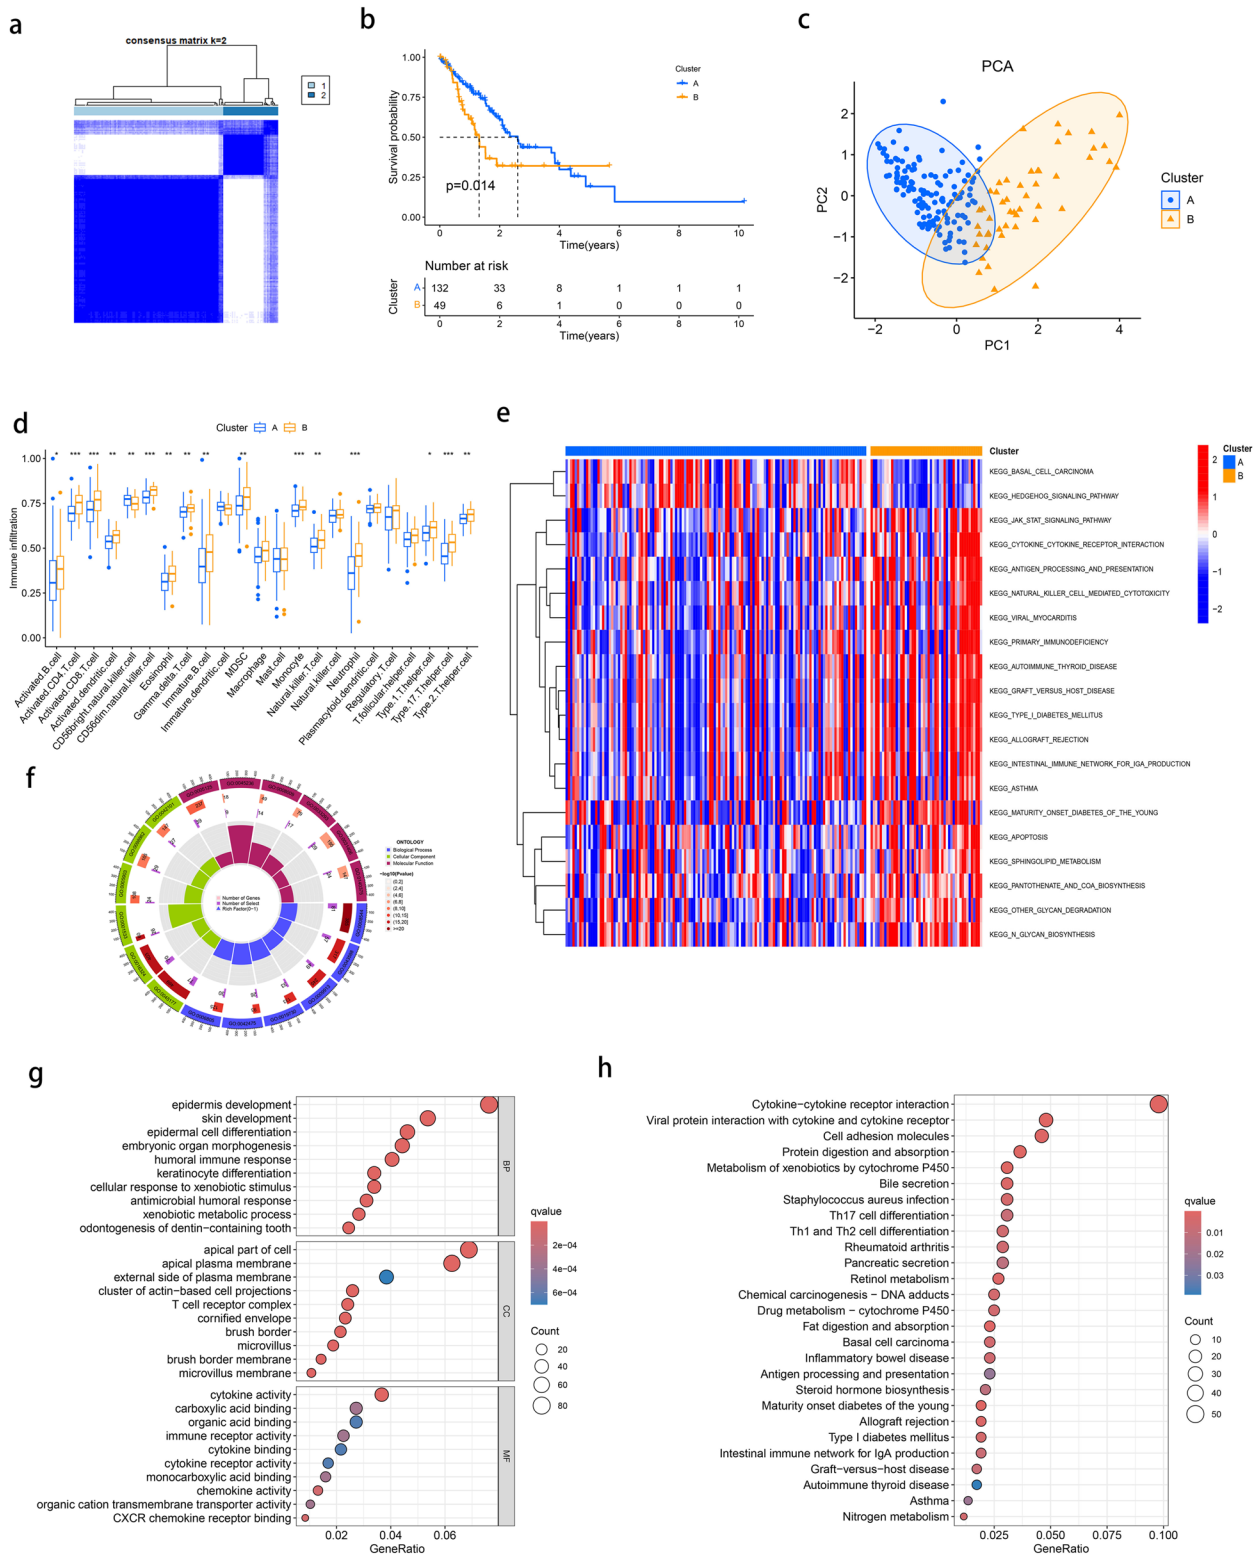 a
consensus matrix k=2
1
2
b
Cluster
A
B
Survival probability
1.00
0.75
0.50
0.25
0.00
p=0.014
0 2 4 6 8 10
Time(years)
Number at risk
Cluster
A 132 33 8 1 1 1
B 49 6 1 0 0 0
0 2 4 6 8 10
Time(years)
c
PCA
PC2
2
1
0
−1
−2
−2 0 2 4
PC1
Cluster
A
B
d
Cluster A B
* *** *** ** ** *** ** ** ** ** *** ** *** * *** **
Immune infiltration
1.00
0.75
0.50
0.25
0.00
Activated.B.cell
Activated.CD4.T.cell
Activated.CD8.T.cell
Activated.dendritic.cell
CD56bright.natural.killer.cell
CD56dim.natural.killer.cell
Eosinophil
Gamma.delta.T.cell
Immature.B.cell
Immature.dendritic.cell
MDSC
Macrophage
Mast.cell
Monocyte
Natural.killer.T.cell
Natural.killer.cell
Neutrophil
Plasmacytoid.dendritic.cell
Regulatory.T.cell
T.follicular.helper.cell
Type.1.T.helper.cell
Type.17.T.helper.cell
Type.2.T.helper.cell
e
Cluster
KEGG_BASAL_CELL_CARCINOMA
KEGG_HEDGEHOG_SIGNALING_PATHWAY
KEGG_JAK_STAT_SIGNALING_PATHWAY
KEGG_CYTOKINE_CYTOKINE_RECEPTOR_INTERACTION
KEGG_ANTIGEN_PROCESSING_AND_PRESENTATION
KEGG_NATURAL_KILLER_CELL_MEDIATED_CYTOTOXICITY
KEGG_VIRAL_MYOCARDITIS
KEGG_PRIMARY_IMMUNODEFICIENCY
KEGG_AUTOIMMUNE_THYROID_DISEASE
KEGG_GRAFT_VERSUS_HOST_DISEASE
KEGG_TYPE_I_DIABETES_MELLITUS
KEGG_ALLOGRAFT_REJECTION
KEGG_INTESTINAL_IMMUNE_NETWORK_FOR_IGA_PRODUCTION
KEGG_ASTHMA
KEGG_MATURITY_ONSET_DIABETES_OF_THE_YOUNG
KEGG_APOPTOSIS
KEGG_SPHINGOLIPID_METABOLISM
KEGG_PANTOTHENATE_AND_COA_BIOSYNTHESIS
KEGG_OTHER_GLYCAN_DEGRADATION
KEGG_N_GLYCAN_BIOSYNTHESIS
2
1
0
−1
−2
Cluster
A
B
f
Number of Genes
Number of Select
Rich Factor(0−1)
ONTOLOGY
Biological Process
Cellular Component
Molecular Function
−log10(Pvalue)
(0,2]
(2,4]
(4,6]
(6,8]
(8,10]
(10,15]
(15,20]
>=20
g
epidermis development
skin development
epidermal cell differentiation
embryonic organ morphogenesis
humoral immune response
keratinocyte differentiation
cellular response to xenobiotic stimulus
antimicrobial humoral response
xenobiotic metabolic process
odontogenesis of dentin−containing tooth
BP
apical part of cell
apical plasma membrane
external side of plasma membrane
cluster of actin−based cell projections
T cell receptor complex
cornified envelope
brush border
microvillus
brush border membrane
microvillus membrane
CC
cytokine activity
carboxylic acid binding
organic acid binding
immune receptor activity
cytokine binding
cytokine receptor activity
monocarboxylic acid binding
chemokine activity
organic cation transmembrane transporter activity
CXCR chemokine receptor binding
MF
0.02 0.04 0.06
GeneRatio
qvalue
2e−04
4e−04
6e−04
Count
20
40
60
80
h
Cytokine−cytokine receptor interaction
Viral protein interaction with cytokine and cytokine receptor
Cell adhesion molecules
Protein digestion and absorption
Metabolism of xenobiotics by cytochrome P450
Bile secretion
Staphylococcus aureus infection
Th17 cell differentiation
Th1 and Th2 cell differentiation
Rheumatoid arthritis
Pancreatic secretion
Retinol metabolism
Chemical carcinogenesis − DNA adducts
Drug metabolism − cytochrome P450
Fat digestion and absorption
Basal cell carcinoma
Inflammatory bowel disease
Antigen processing and presentation
Steroid hormone biosynthesis
Maturity onset diabetes of the young
Allograft rejection
Type I diabetes mellitus
Intestinal immune network for IgA production
Graft−versus−host disease
Autoimmune thyroid disease
Asthma
Nitrogen metabolism
0.025 0.050 0.075 0.100
GeneRatio
qvalue
0.01
0.02
0.03
Count
10
20
30
40
50